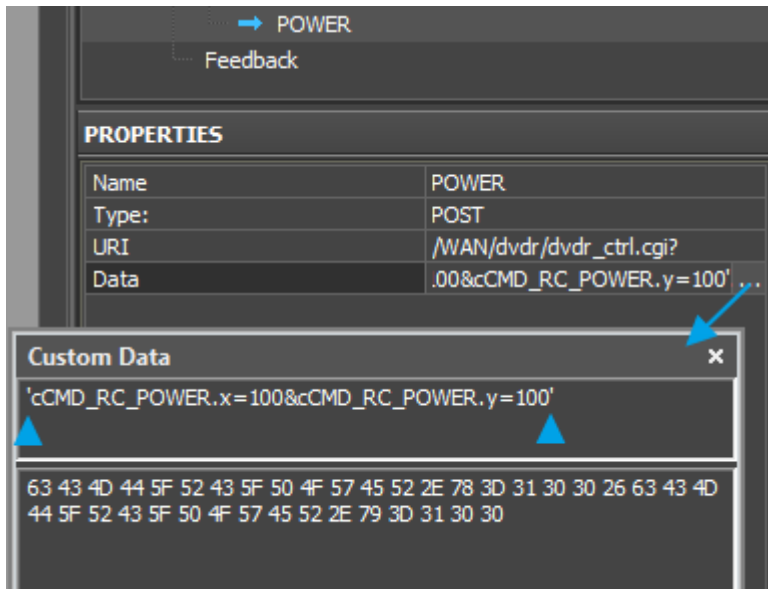 POWER
Feedback
PROPERTIES
Name POWER
Type: POST
URI /WAN/dvdr/dvdr_ctrl.cgi?
Data .00&cCMD_RC_POWER.y=100' ...
Custom Data ×
'cCMD_RC_POWER.x=100&cCMD_RC_POWER.y=100'
63 43 4D 44 5F 52 43 5F 50 4F 57 45 52 2E 78 3D 31 30 30 26 63 43 4D
44 5F 52 43 5F 50 4F 57 45 52 2E 79 3D 31 30 30